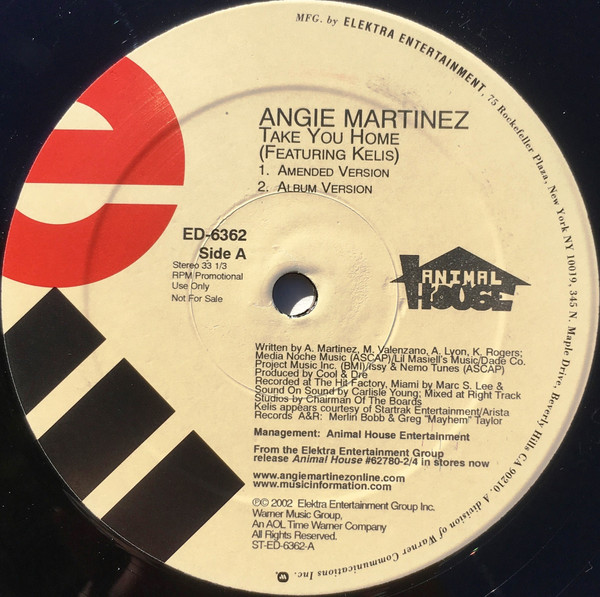 MFG. by ELEKTRA ENTERTAINMENT, 75 Rockefeller Plaza, New York NY 10019, 345 N. Maple Drive, Beverly Hills CA 90210. A division of Warner Communications Inc.
ANGIE MARTINEZ
TAKE YOU HOME
(FEATURING KELIS)
1. AMENDED VERSION
2. ALBUM VERSION
ED-6362
Side A
Stereo 33 1/3
RPM Promotional
Use Only
Not For Sale
ANIMAL
HOUSE
Written by A. Martinez, M. Valenzano, A. Lyon, K. Rogers;
Media Noche Music (ASCAP)/Lil Masiell's Music/Dade Co.
Project Music Inc. (BMI)/Issy & Nemo Tunes (ASCAP)
Produced by Cool & Dre
Recorded at The Hit Factory, Miami by Marc S. Lee &
Sound On Sound by Carlisle Young; Mixed at Right Track
Studios by Chairman Of The Boards
Kelis appears courtesy of Startrak Entertainment/Arista
Records A&R: Merlin Bobb & Greg "Mayhem" Taylor
Management: Animal House Entertainment
From the Elektra Entertainment Group
release Animal House #62780-2/4 in stores now
www.angiemartinezonline.com
www.musicinformation.com
℗© 2002 Elektra Entertainment Group Inc.
Warner Music Group,
An AOL Time Warner Company
All Rights Reserved.
ST-ED-6362-A